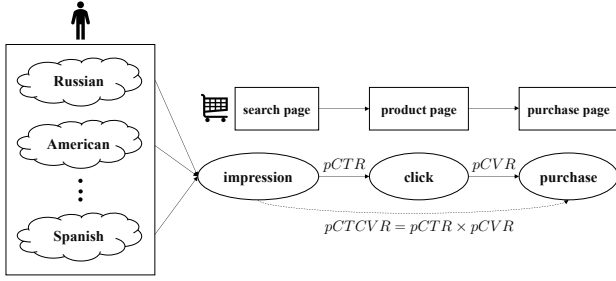 Russian
American
Spanish
search page
product page
purchase page
impression
pCTR
click
pCVR
purchase
pCTCVR = pCTR × pCVR